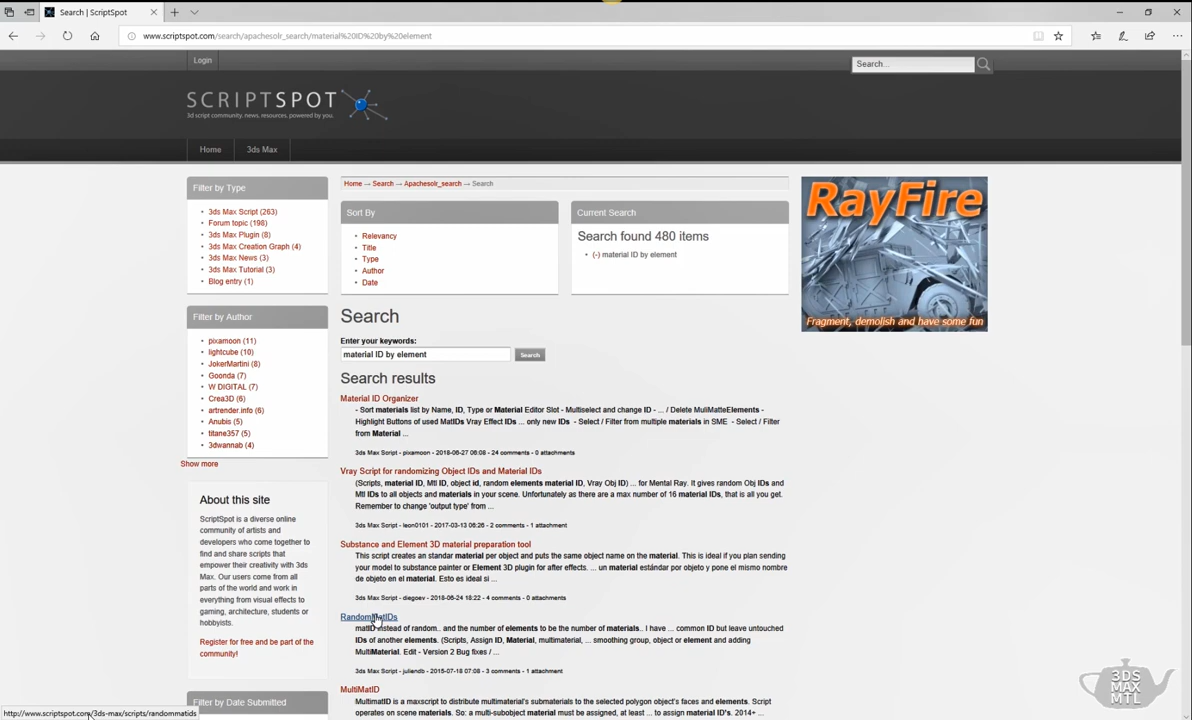 Search | ScriptSpot
www.scriptspot.com/search/apachesolr_search/material%20ID%20by%20element
Login
Search...
SCRIPTSPOT
3d script community. news. resources. powered by you.
Home
3ds Max
Filter by Type
3ds Max Script (263)
Forum topic (198)
3ds Max Plugin (8)
3ds Max Creation Graph (4)
3ds Max News (3)
3ds Max Tutorial (3)
Blog entry (1)
Filter by Author
pixamoon (11)
lightcube (10)
JokerMartini (8)
Goonda (7)
W DIGITAL (7)
Crea3D (6)
artrender.info (6)
Anubis (5)
titane357 (5)
3dwannab (4)
Show more
About this site
ScriptSpot is a diverse online
community of artists and
developers who come together to
find and share scripts that
empower their creativity with 3ds
Max. Our users come from all
parts of the world and work in
everything from visual effects to
gaming, architecture, students or
hobbyists.
Register for free and be part of the
community!
Filter by Date Submitted
http://www.scriptspot.com/3ds-max/scripts/randommatids
Home → Search → Apachesolr_search → Search
Sort By
Relevancy
Title
Type
Author
Date
Current Search
Search found 480 items
(-) material ID by element
Search
Enter your keywords:
material ID by element
Search
Search results
Material ID Organizer
- Sort materials list by Name, ID, Type or Material Editor Slot - Multiselect and change ID - ... / Delete MuliMatteElements -
Highlight Buttons of used MatIDs Vray Effect IDs ... only new IDs - Select / Filter from multiple materials in SME - Select / Filter
from Material ...
3ds Max Script - pixamoon - 2018-06-27 06:08 - 24 comments - 0 attachments
Vray Script for randomizing Object IDs and Material IDs
(Scripts, material ID, Mtl ID, object id, random elements material ID, Vray Obj ID) ... for Mental Ray. It gives random Obj IDs and
Mtl IDs to all objects and materials in your scene. Unfortunately as there are a max number of 16 material IDs, that is all you get.
Remember to change 'output type' from ...
3ds Max Script - leon0101 - 2017-03-13 06:26 - 2 comments - 1 attachment
Substance and Element 3D material preparation tool
This script creates an standar material per object and puts the same object name on the material. This is ideal if you plan sending
your model to substance painter or Element 3D plugin for after effects. ... un material estándar por objeto y pone el mismo nombre
de objeto en el material. Esto es ideal si ...
3ds Max Script - diegoev - 2018-06-24 18:22 - 4 comments - 0 attachments
RandomMatIDs
matID instead of random.. and the number of elements to be the number of materials.. I have ... common ID but leave untouched
IDs of another elements. (Scripts, Assign ID, Material, multimaterial, ... smoothing group, object or element and adding
MultiMaterial. Edit - Version 2 Bug fixes / ...
3ds Max Script - juliendb - 2015-07-18 07:08 - 3 comments - 1 attachment
MultiMatID
MultimatID is a maxscript to distribute multimaterial's submaterials to the selected polygon object's faces and elements. Script
operates on scene materials. So: a multi-subobject material must be assigned, at least ... to assign material ID's. 2014+ ...
RayFire
Fragment, demolish and have some fun
3DS
MAX
MTL